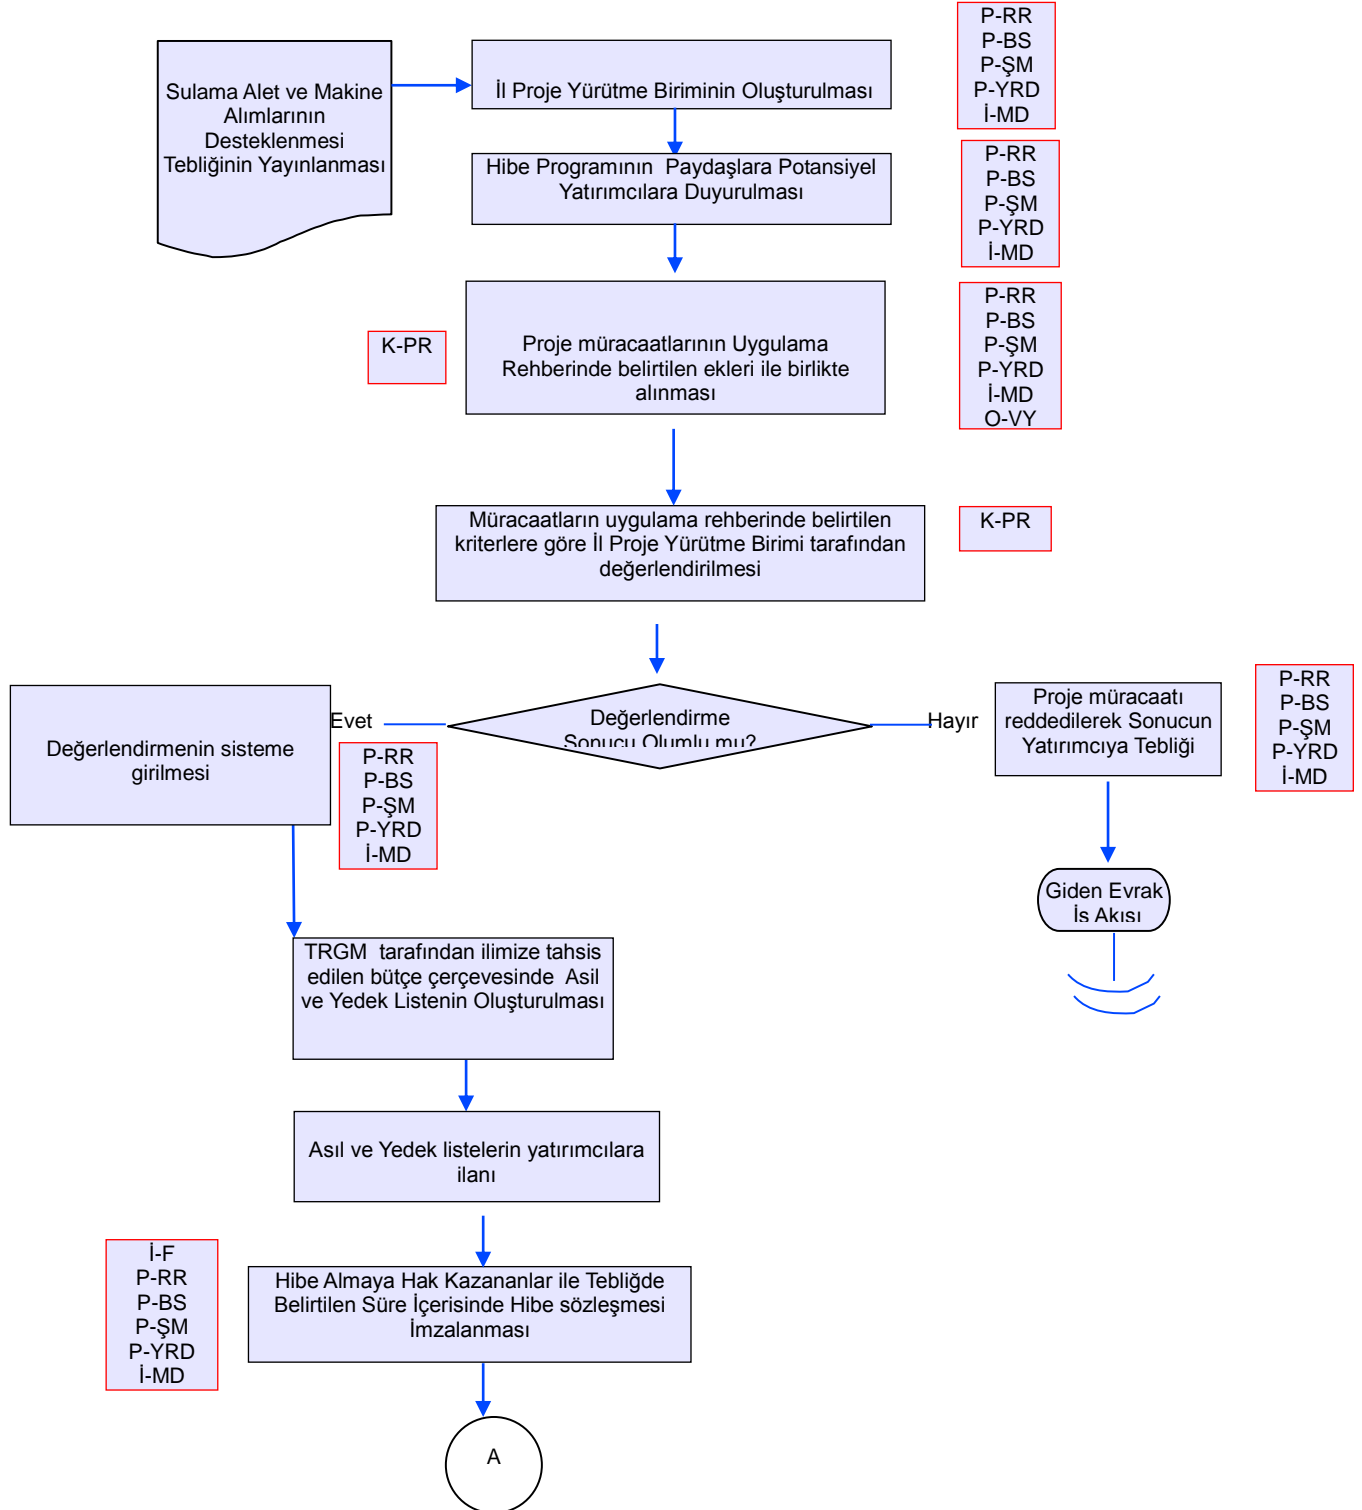 Sulama Alet ve Makine
Alımlarının
Desteklenmesi
Tebliğinin Yayınlanması
İl Proje Yürütme Biriminin Oluşturulması
P-RR
P-BS
P-ŞM
P-YRD
İ-MD
Hibe Programının Paydaşlara Potansiyel
Yatırımcılara Duyurulması
P-RR
P-BS
P-ŞM
P-YRD
İ-MD
K-PR
Proje müracaatlarının Uygulama
Rehberinde belirtilen ekleri ile birlikte
alınması
P-RR
P-BS
P-ŞM
P-YRD
İ-MD
O-VY
Müracaatların uygulama rehberinde belirtilen
kriterlere göre İl Proje Yürütme Birimi tarafından
değerlendirilmesi
K-PR
Değerlendirme
Sonucu Olumlu mu?
Evet
Hayır
Değerlendirmenin sisteme
girilmesi
P-RR
P-BS
P-ŞM
P-YRD
İ-MD
Proje müracaatı
reddedilerek Sonucun
Yatırımcıya Tebliği
P-RR
P-BS
P-ŞM
P-YRD
İ-MD
Giden Evrak
İş Akışı
TRGM tarafından ilimize tahsis
edilen bütçe çerçevesinde Asil
ve Yedek Listenin Oluşturulması
Asıl ve Yedek listelerin yatırımcılara
ilanı
İ-F
P-RR
P-BS
P-ŞM
P-YRD
İ-MD
Hibe Almaya Hak Kazananlar ile Tebliğde
Belirtilen Süre İçerisinde Hibe sözleşmesi
İmzalanması
A